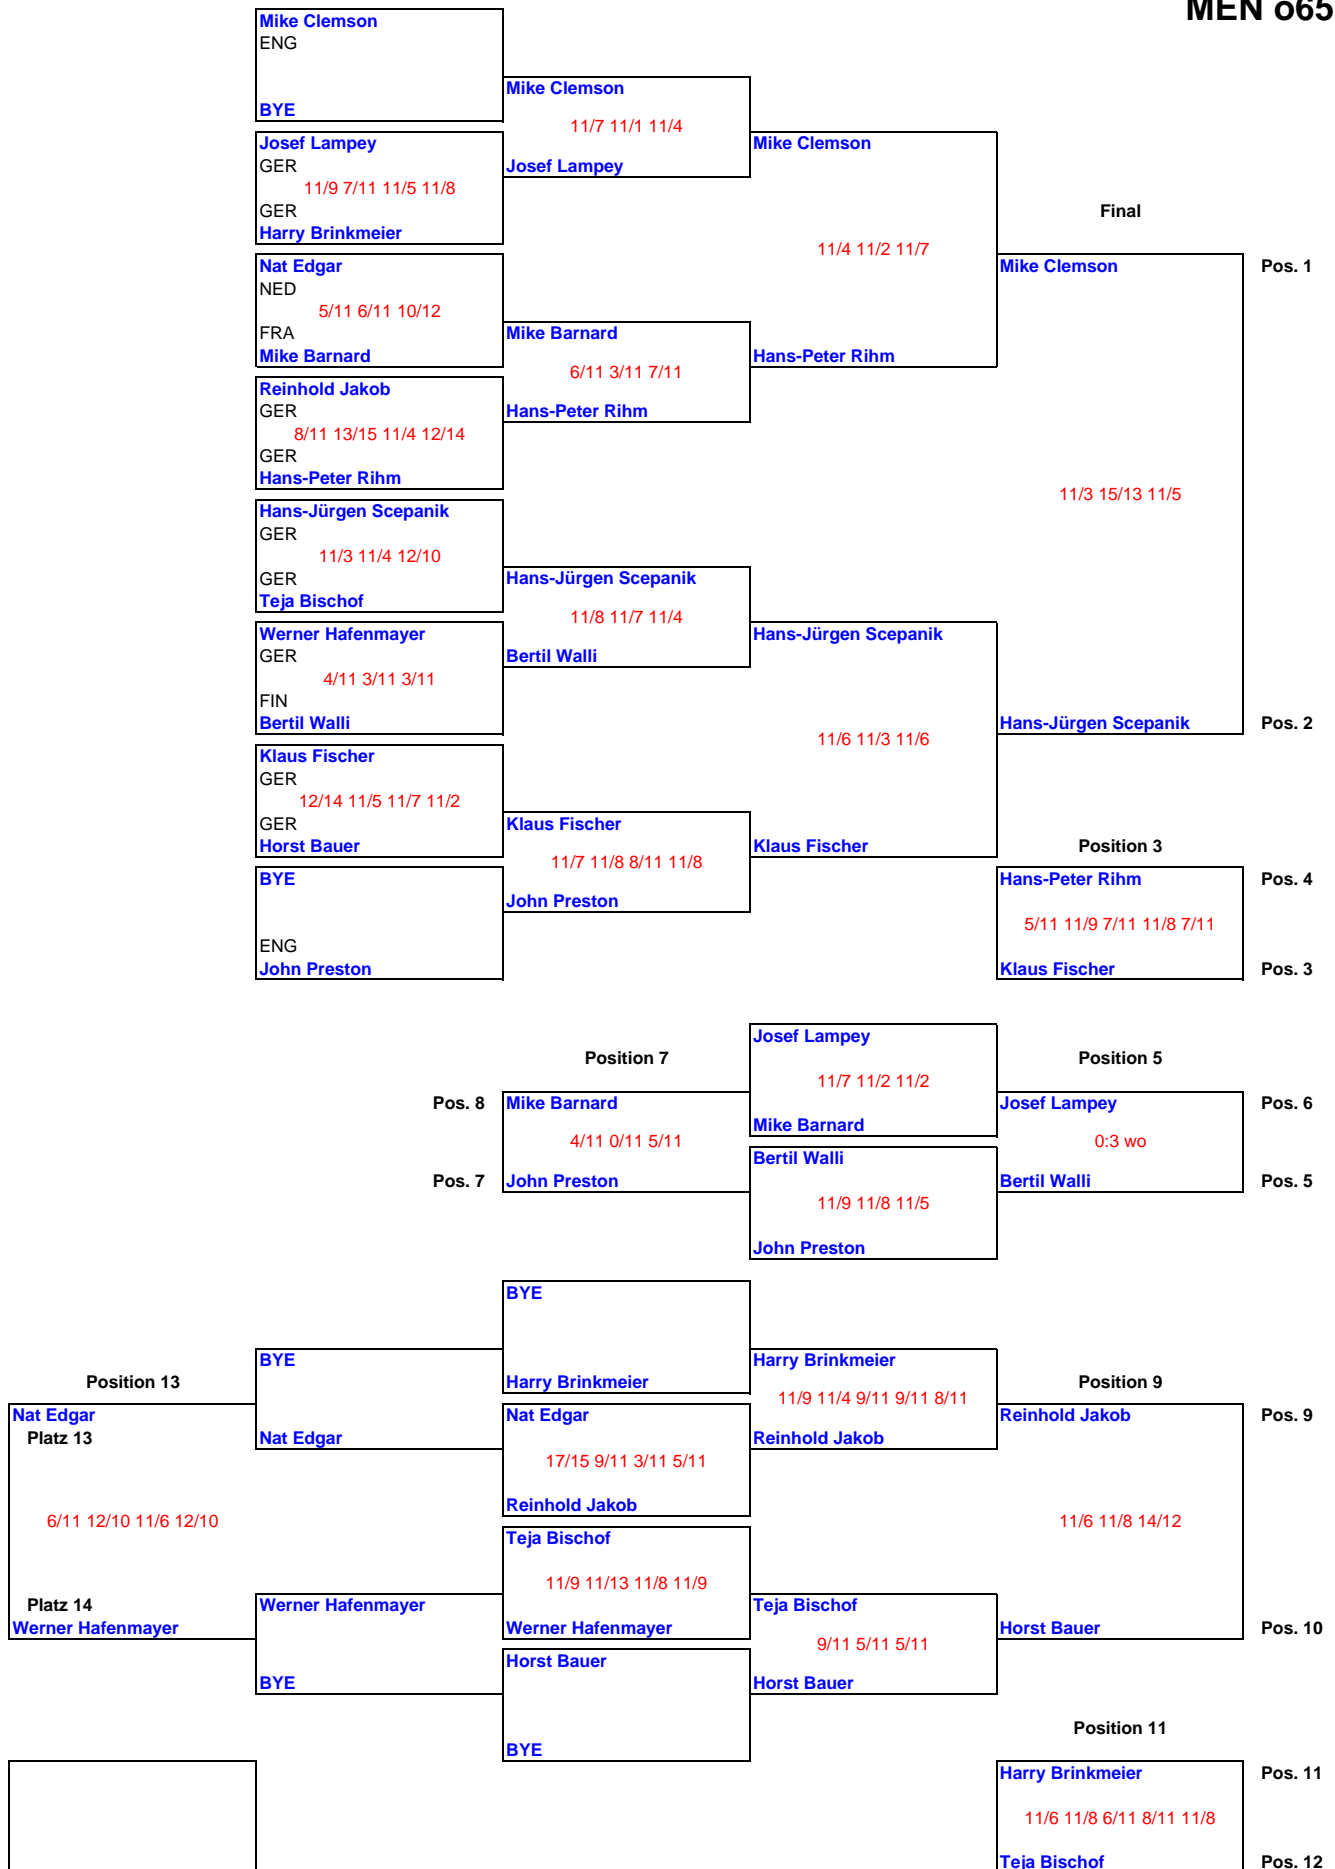 MEN o65
Mike Clemson
ENG
BYE
Mike Clemson
11/7 11/1 11/4
Josef Lampey
Josef Lampey
GER
11/9 7/11 11/5 11/8
GER
Harry Brinkmeier
Mike Clemson
11/4 11/2 11/7
Hans-Peter Rihm
Final
Nat Edgar
NED
5/11 6/11 10/12
FRA
Mike Barnard
Mike Barnard
6/11 3/11 7/11
Hans-Peter Rihm
Reinhold Jakob
GER
8/11 13/15 11/4 12/14
GER
Hans-Peter Rihm
Mike Clemson
Pos. 1
11/3 15/13 11/5
Hans-Jürgen Scepanik
Pos. 2
Hans-Jürgen Scepanik
GER
11/3 11/4 12/10
GER
Teja Bischof
Hans-Jürgen Scepanik
11/8 11/7 11/4
Bertil Walli
Werner Hafenmayer
GER
4/11 3/11 3/11
FIN
Bertil Walli
Hans-Jürgen Scepanik
11/6 11/3 11/6
Klaus Fischer
Klaus Fischer
GER
12/14 11/5 11/7 11/2
GER
Horst Bauer
Klaus Fischer
11/7 11/8 8/11 11/8
John Preston
BYE
ENG
John Preston
Position 3
Hans-Peter Rihm
Pos. 4
5/11 11/9 7/11 11/8 7/11
Klaus Fischer
Pos. 3
Position 7
Pos. 8
Mike Barnard
4/11 0/11 5/11
Pos. 7
John Preston
Josef Lampey
11/7 11/2 11/2
Mike Barnard
Bertil Walli
11/9 11/8 11/5
John Preston
Position 5
Josef Lampey
Pos. 6
0:3 wo
Bertil Walli
Pos. 5
BYE
Harry Brinkmeier
BYE
Nat Edgar
Position 13
Nat Edgar
Platz 13
6/11 12/10 11/6 12/10
Platz 14
Werner Hafenmayer
Nat Edgar
17/15 9/11 3/11 5/11
Reinhold Jakob
Teja Bischof
11/9 11/13 11/8 11/9
Werner Hafenmayer
Werner Hafenmayer
BYE
Horst Bauer
BYE
Harry Brinkmeier
11/9 11/4 9/11 9/11 8/11
Reinhold Jakob
Teja Bischof
9/11 5/11 5/11
Horst Bauer
Position 9
Reinhold Jakob
Pos. 9
11/6 11/8 14/12
Horst Bauer
Pos. 10
Position 11
Harry Brinkmeier
Pos. 11
11/6 11/8 6/11 8/11 11/8
Teja Bischof
Pos. 12